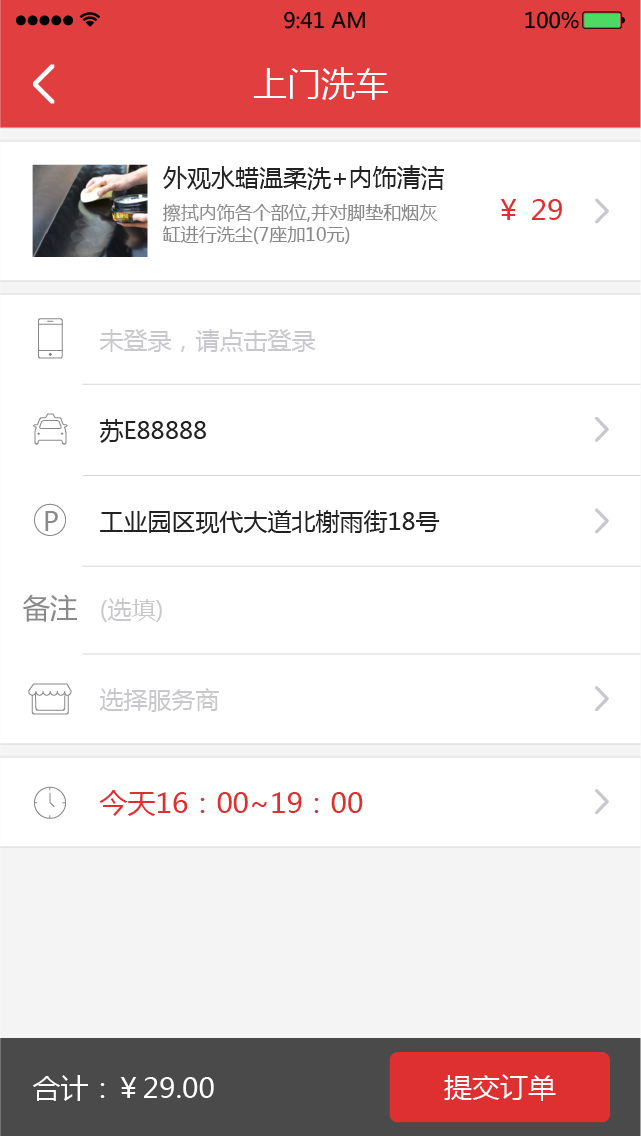 9:41 AM
100%
上门洗车
外观水蜡温柔洗+内饰清洁
擦拭内饰各个部位,并对脚垫和烟灰
缸进行洗尘(7座加10元)
¥ 29
未登录，请点击登录
苏E88888
P
工业园区现代大道北榭雨街18号
备注
(选填)
选择服务商
今天16：00~19：00
合计：¥29.00
提交订单